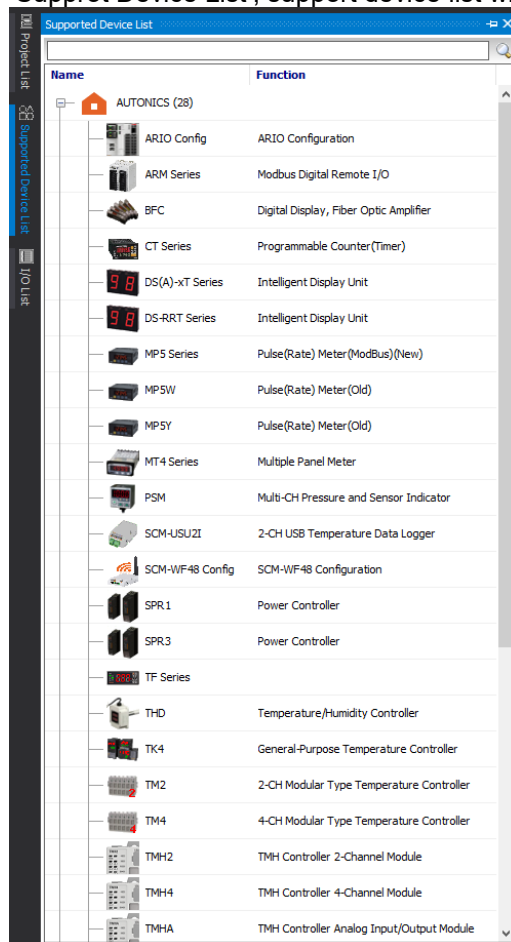 Supported Device List
Project List
Supported Device List
I/O List
Name Function
AUTONICS (28)
ARIO Config ARIO Configuration
ARM Series Modbus Digital Remote I/O
BFC Digital Display, Fiber Optic Amplifier
CT Series Programmable Counter(Timer)
DS(A)-xT Series Intelligent Display Unit
DS-RRT Series Intelligent Display Unit
MP5 Series Pulse(Rate) Meter(ModBus)(New)
MP5W Pulse(Rate) Meter(Old)
MP5Y Pulse(Rate) Meter(Old)
MT4 Series Multiple Panel Meter
PSM Multi-CH Pressure and Sensor Indicator
SCM-USU2I 2-CH USB Temperature Data Logger
SCM-WF48 Config SCM-WF48 Configuration
SPR1 Power Controller
SPR3 Power Controller
TF Series
THD Temperature/Humidity Controller
TK4 General-Purpose Temperature Controller
TM2 2-CH Modular Type Temperature Controller
TM4 4-CH Modular Type Temperature Controller
TMH2 TMH Controller 2-Channel Module
TMH4 TMH Controller 4-Channel Module
TMHA TMH Controller Analog Input/Output Module